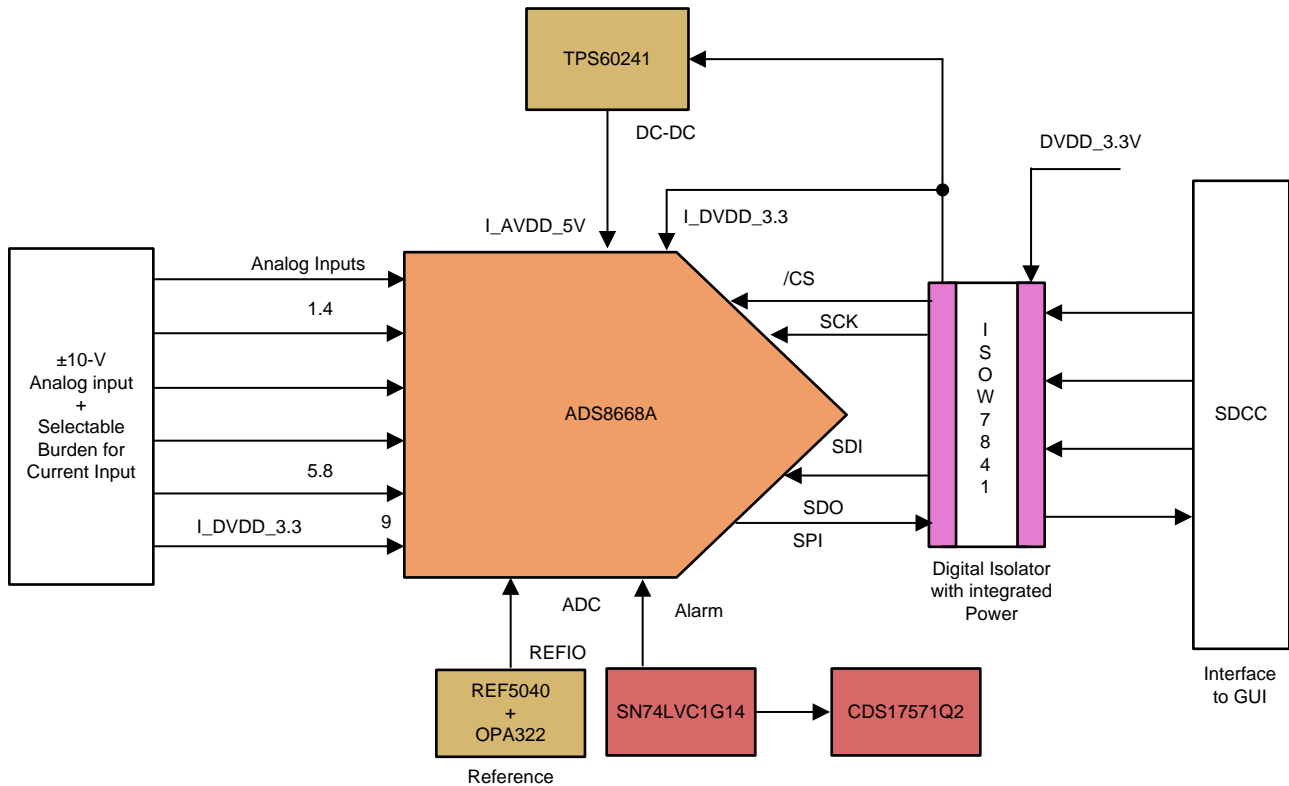 TPS60241
DC-DC
DVDD_3.3V
I_AVDD_5V
I_DVDD_3.3
Analog Inputs
1.4
5.8
I_DVDD_3.3
9
±10-V
Analog input
+
Selectable
Burden for
Current Input
ADS8668A
/CS
SCK
SDI
SDO
SPI
I
S
O
W
7
8
4
1
Digital Isolator
with integrated
Power
SDCC
Interface
to GUI
ADC
Alarm
REFIO
REF5040
+
OPA322
Reference
SN74LVC1G14
CDS17571Q2